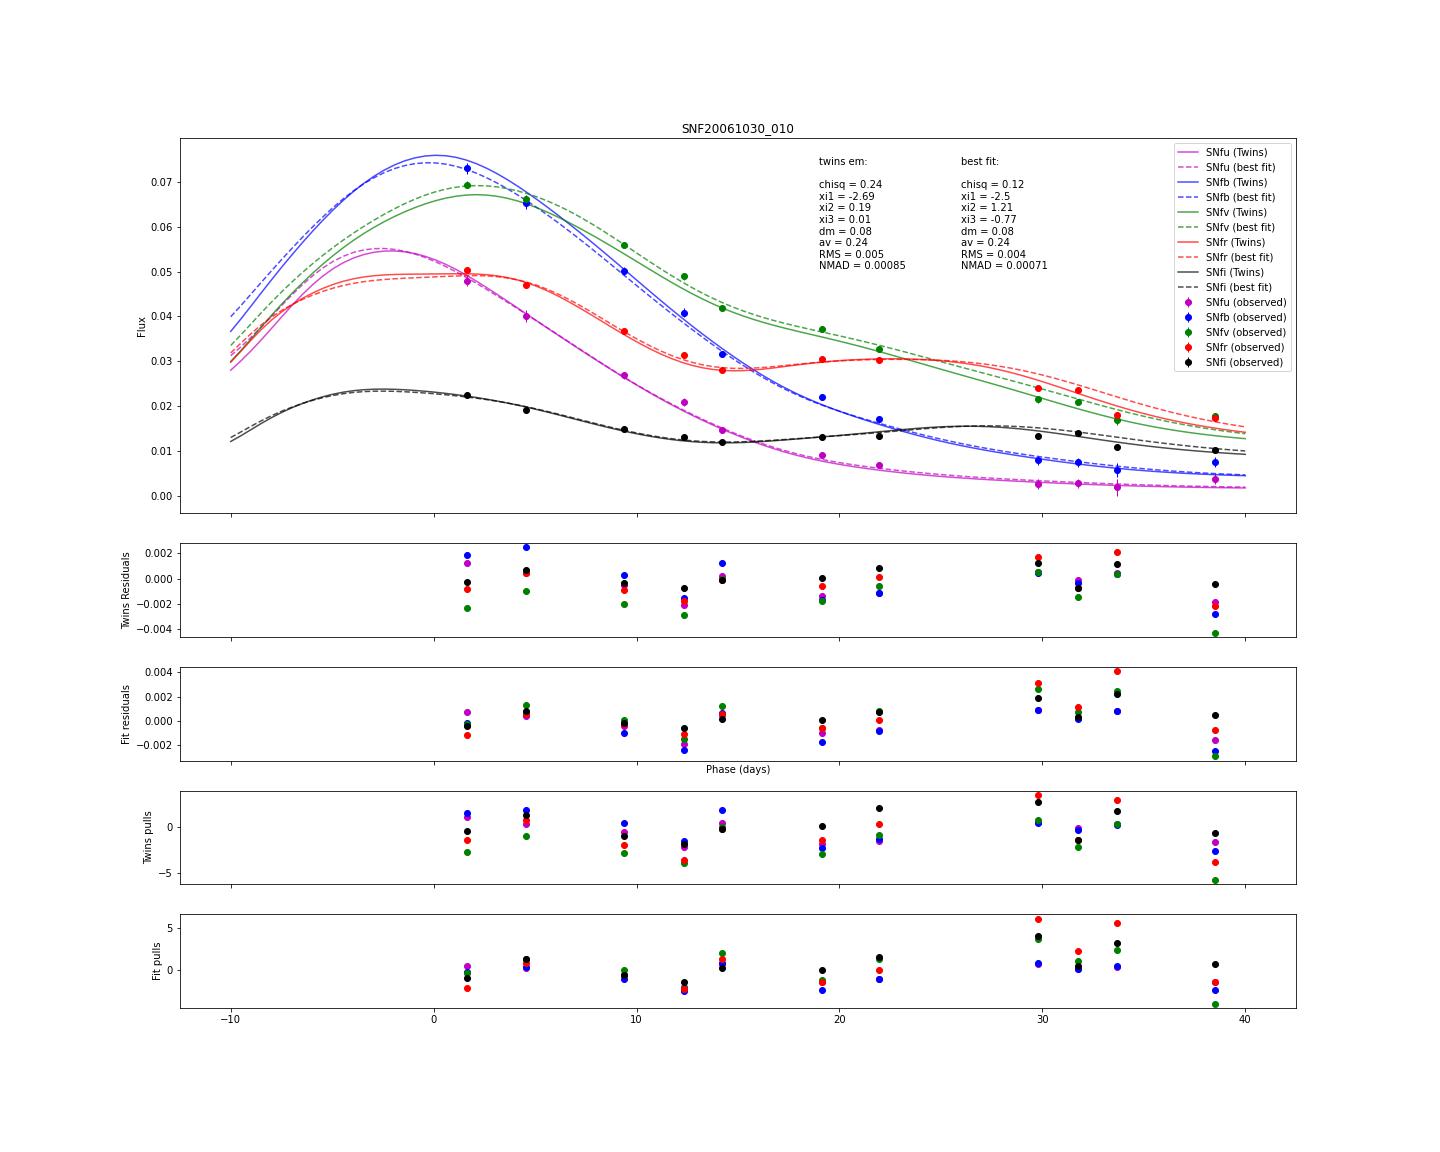 SNF20061030_010
Flux
0.07
0.06
0.05
0.04
0.03
0.02
0.01
0.00
twins em:
chisq = 0.24
xi1 = -2.69
xi2 = 0.19
xi3 = 0.01
dm = 0.08
av = 0.24
RMS = 0.005
NMAD = 0.00085
best fit:
chisq = 0.12
xi1 = -2.5
xi2 = 1.21
xi3 = -0.77
dm = 0.08
av = 0.24
RMS = 0.004
NMAD = 0.00071
SNfu (Twins)
SNfu (best fit)
SNfb (Twins)
SNfb (best fit)
SNfv (Twins)
SNfv (best fit)
SNfr (Twins)
SNfr (best fit)
SNfi (Twins)
SNfi (best fit)
SNfu (observed)
SNfb (observed)
SNfv (observed)
SNfr (observed)
SNfi (observed)
Twins Residuals
0.002
0.000
−0.002
−0.004
Fit residuals
0.004
0.002
0.000
−0.002
Phase (days)
Twins pulls
0
−5
Fit pulls
5
0
−10
0
10
20
30
40